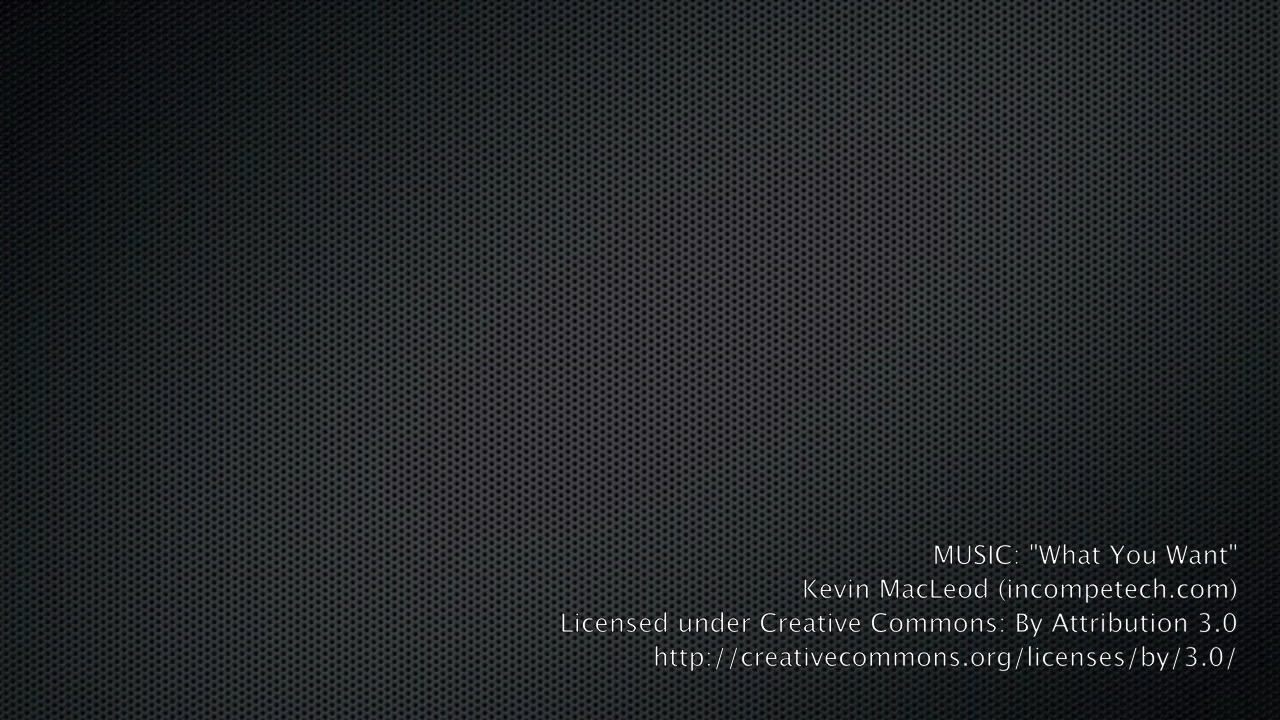 MUSIC: "What You Want"
Kevin MacLeod (incompetech.com)
Licensed under Creative Commons: By Attribution 3.0
http://creativecommons.org/licenses/by/3.0/